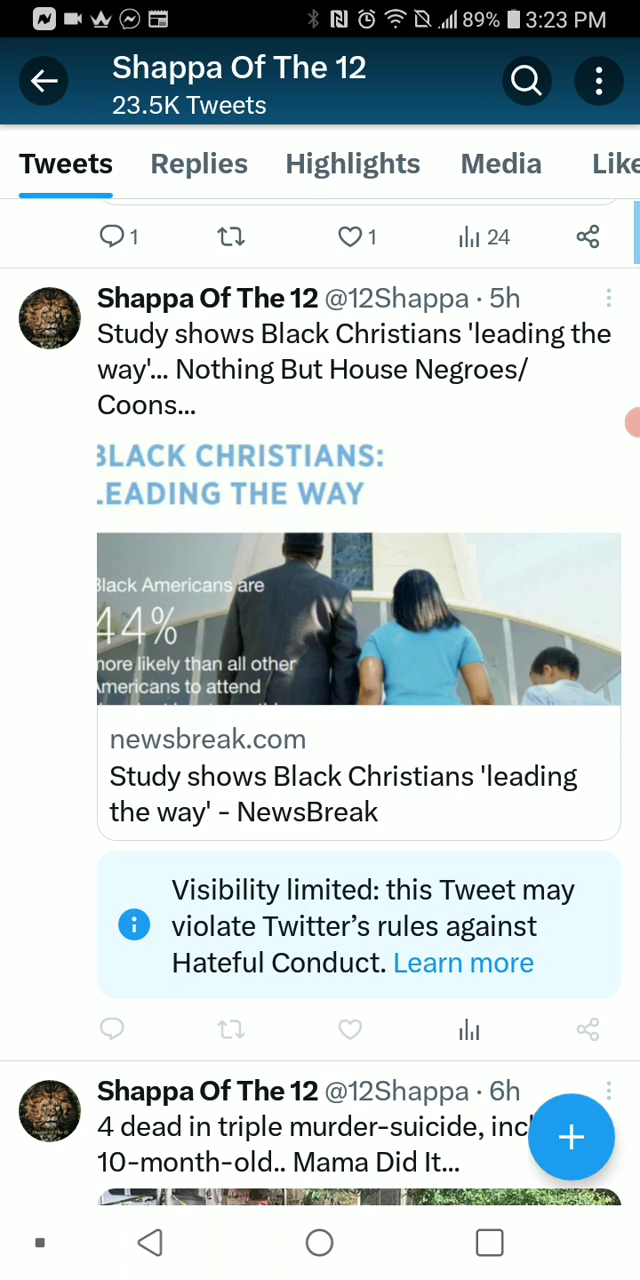 89% 3:23 PM
Shappa Of The 12
23.5K Tweets
Tweets Replies Highlights Media Like
1 1 24
Shappa Of The 12 @12Shappa · 5h
Study shows Black Christians 'leading the
way'... Nothing But House Negroes/
Coons...
BLACK CHRISTIANS:
LEADING THE WAY
Black Americans are
44%
more likely than all other
Americans to attend
newsbreak.com
Study shows Black Christians 'leading
the way' - NewsBreak
Visibility limited: this Tweet may
violate Twitter's rules against
Hateful Conduct. Learn more
Shappa Of The 12 @12Shappa · 6h
4 dead in triple murder-suicide, incl
10-month-old.. Mama Did It...